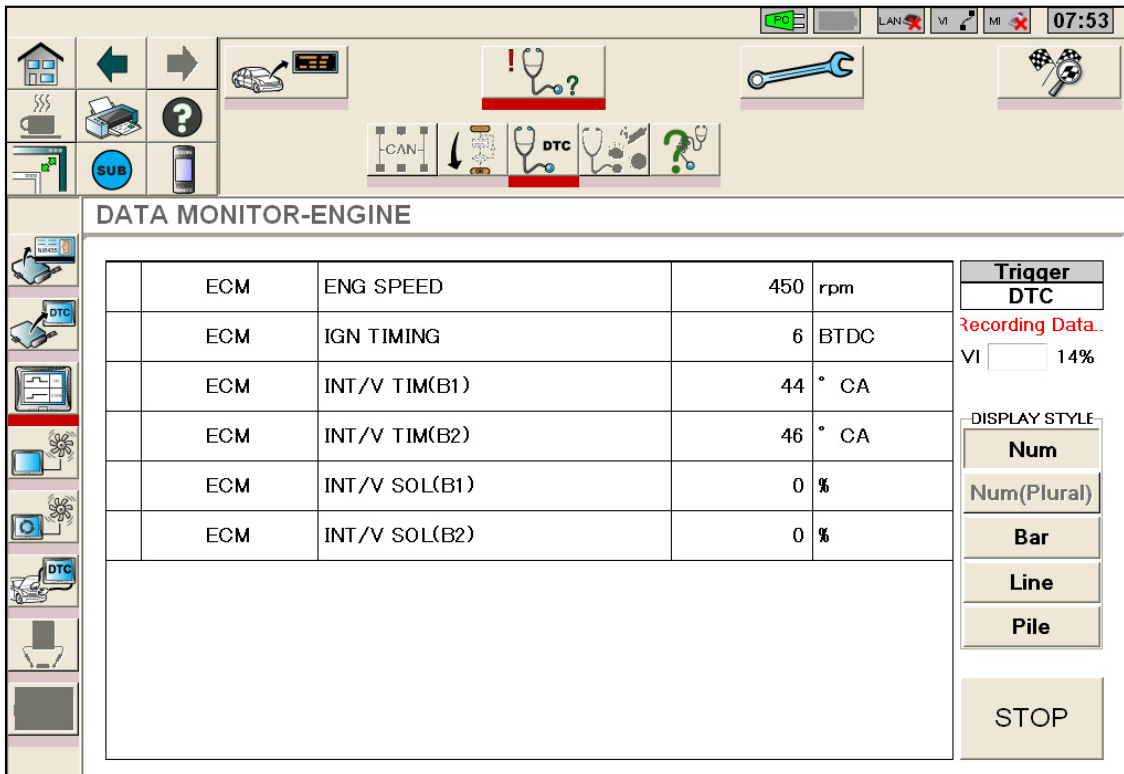 PC LAN VI MI 07:53
! ?
?
-CAN- OK DTC ?
SUB
DATA MONITOR-ENGINE
DTC
DTC
ECM ENG SPEED 450 rpm
ECM IGN TIMING 6 BTDC
ECM INT/V TIM(B1) 44 ° CA
ECM INT/V TIM(B2) 46 ° CA
ECM INT/V SOL(B1) 0 %
ECM INT/V SOL(B2) 0 %
Trigger
DTC
Recording Data..
VI 14%
DISPLAY STYLE
Num
Num(Plural)
Bar
Line
Pile
STOP